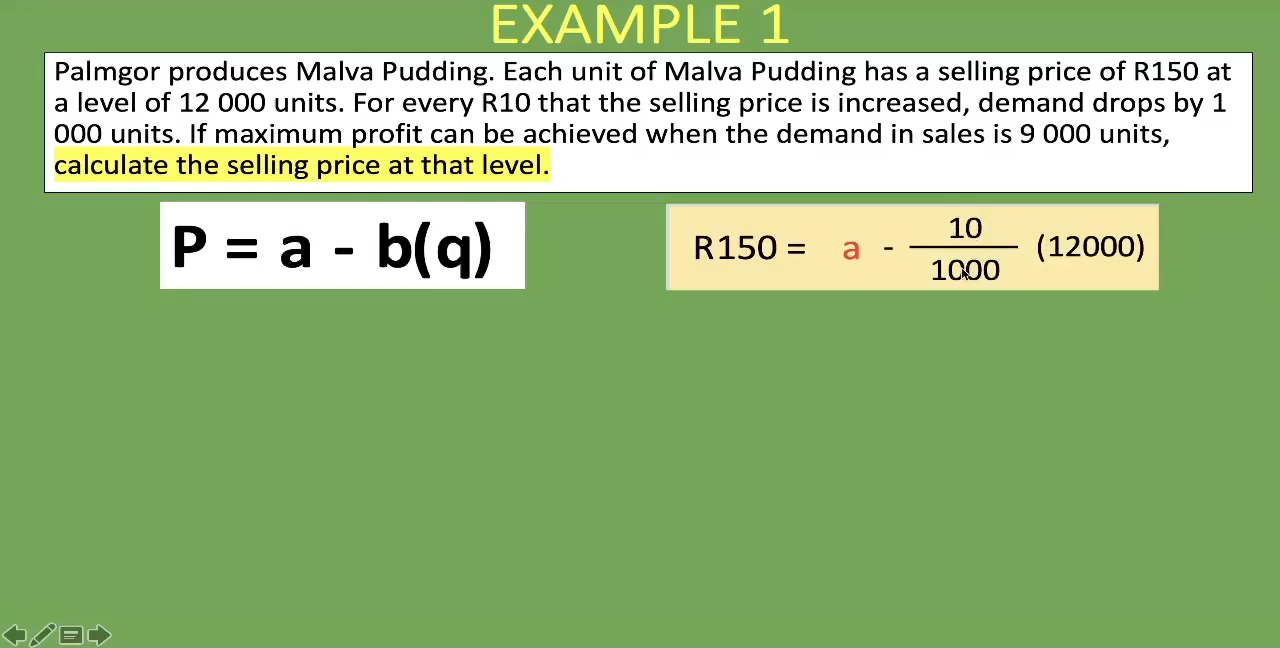 EXAMPLE 1
Palmgor produces Malva Pudding. Each unit of Malva Pudding has a selling price of R150 at
a level of 12 000 units. For every R10 that the selling price is increased, demand drops by 1
000 units. If maximum profit can be achieved when the demand in sales is 9 000 units,
calculate the selling price at that level.
P = a - b(q)
R150 = a - 10/1000 (12000)